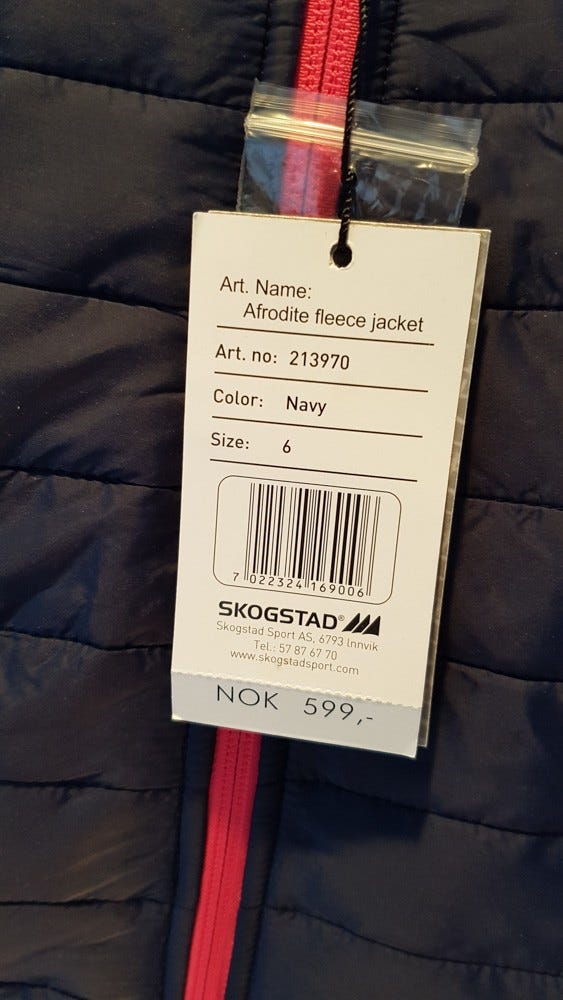 Art. Name:
Afrodite fleece jacket
Art. no: 213970
Color: Navy
Size: 6
7 022324 169006
SKOGSTAD®
Skogstad Sport AS, 6793 Innvik
Tel.: 57 87 67 70
www.skogstadsport.com
NOK 599,-